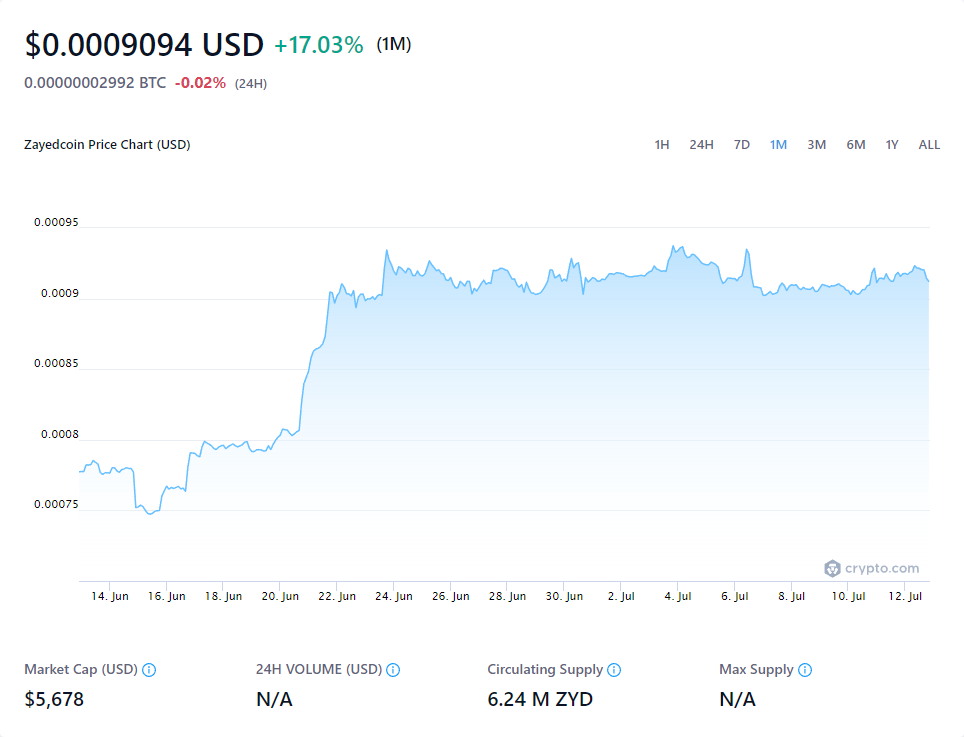 $0.0009094 USD +17.03% (1M)
0.00000002992 BTC -0.02% (24H)
Zayedcoin Price Chart (USD) 1H 24H 7D 1M 3M 6M 1Y ALL
0.00095
0.0009
0.00085
0.0008
0.00075
crypto.com
14. Jun 16. Jun 18. Jun 20. Jun 22. Jun 24. Jun 26. Jun 28. Jun 30. Jun 2. Jul 4. Jul 6. Jul 8. Jul 10. Jul 12. Jul
Market Cap (USD) 24H VOLUME (USD) Circulating Supply Max Supply
$5,678 N/A 6.24 M ZYD N/A